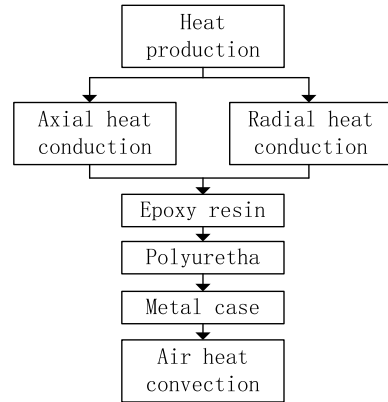 Heat
production
Axial heat
conduction
Radial heat
conduction
Epoxy resin
Polyuretha
Metal case
Air heat
convection